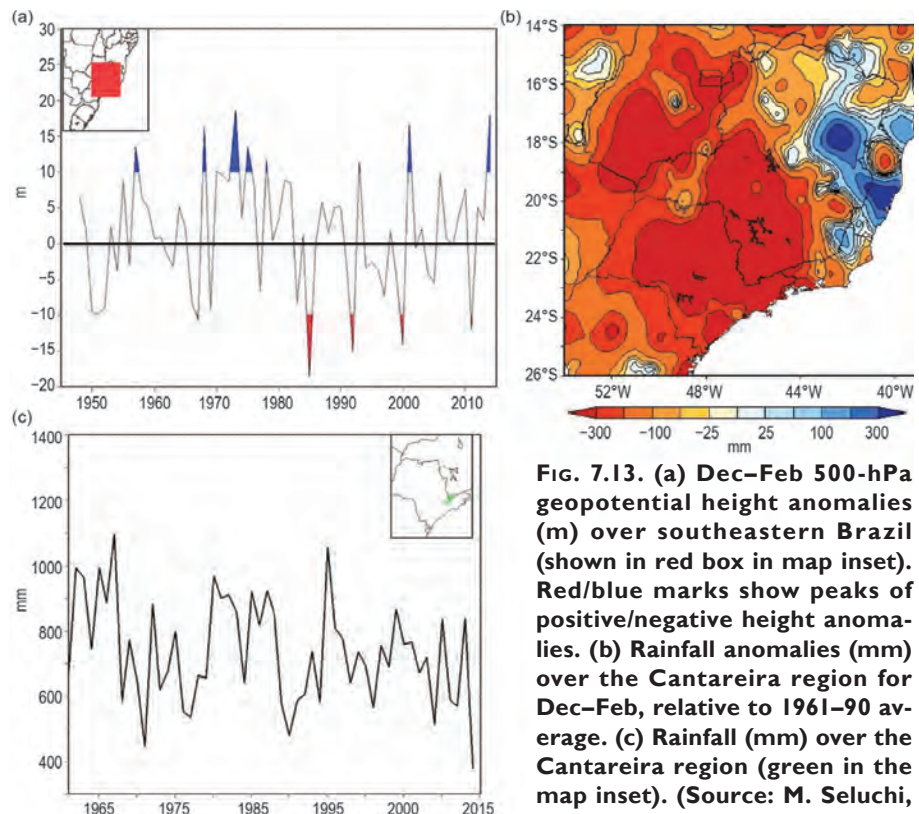 (a)
30
25
20
15
10
5
0
−5
−10
−15
−20
m
1950 1960 1970 1980 1990 2000 2010
(b)
14°S
16°S
18°S
20°S
22°S
24°S
26°S
52°W 48°W 44°W 40°W
−300 −100 −25 25 100 300
mm
(c)
1400
1200
1000
800
600
400
mm
1965 1975 1985 1995 2000 2015
FIG. 7.13. (a) Dec–Feb 500-hPa
geopotential height anomalies
(m) over southeastern Brazil
(shown in red box in map inset).
Red/blue marks show peaks of
positive/negative height anoma-
lies. (b) Rainfall anomalies (mm)
over the Cantareira region for
Dec–Feb, relative to 1961–90 av-
erage. (c) Rainfall (mm) over the
Cantareira region (green in the
map inset). (Source: M. Seluchi,